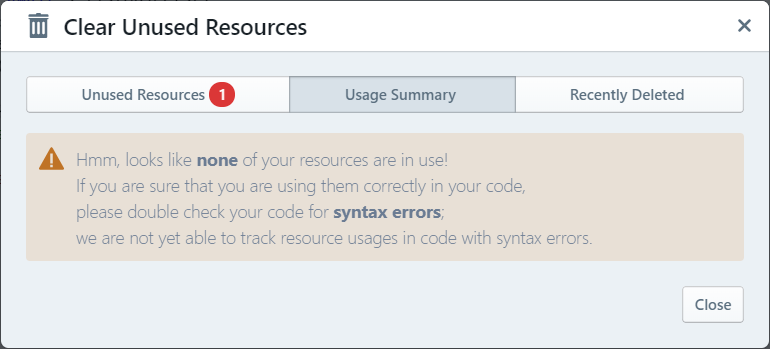 Clear Unused Resources
Unused Resources 1
Usage Summary
Recently Deleted
Hmm, looks like none of your resources are in use!
If you are sure that you are using them correctly in your code,
please double check your code for syntax errors;
we are not yet able to track resource usages in code with syntax errors.
Close